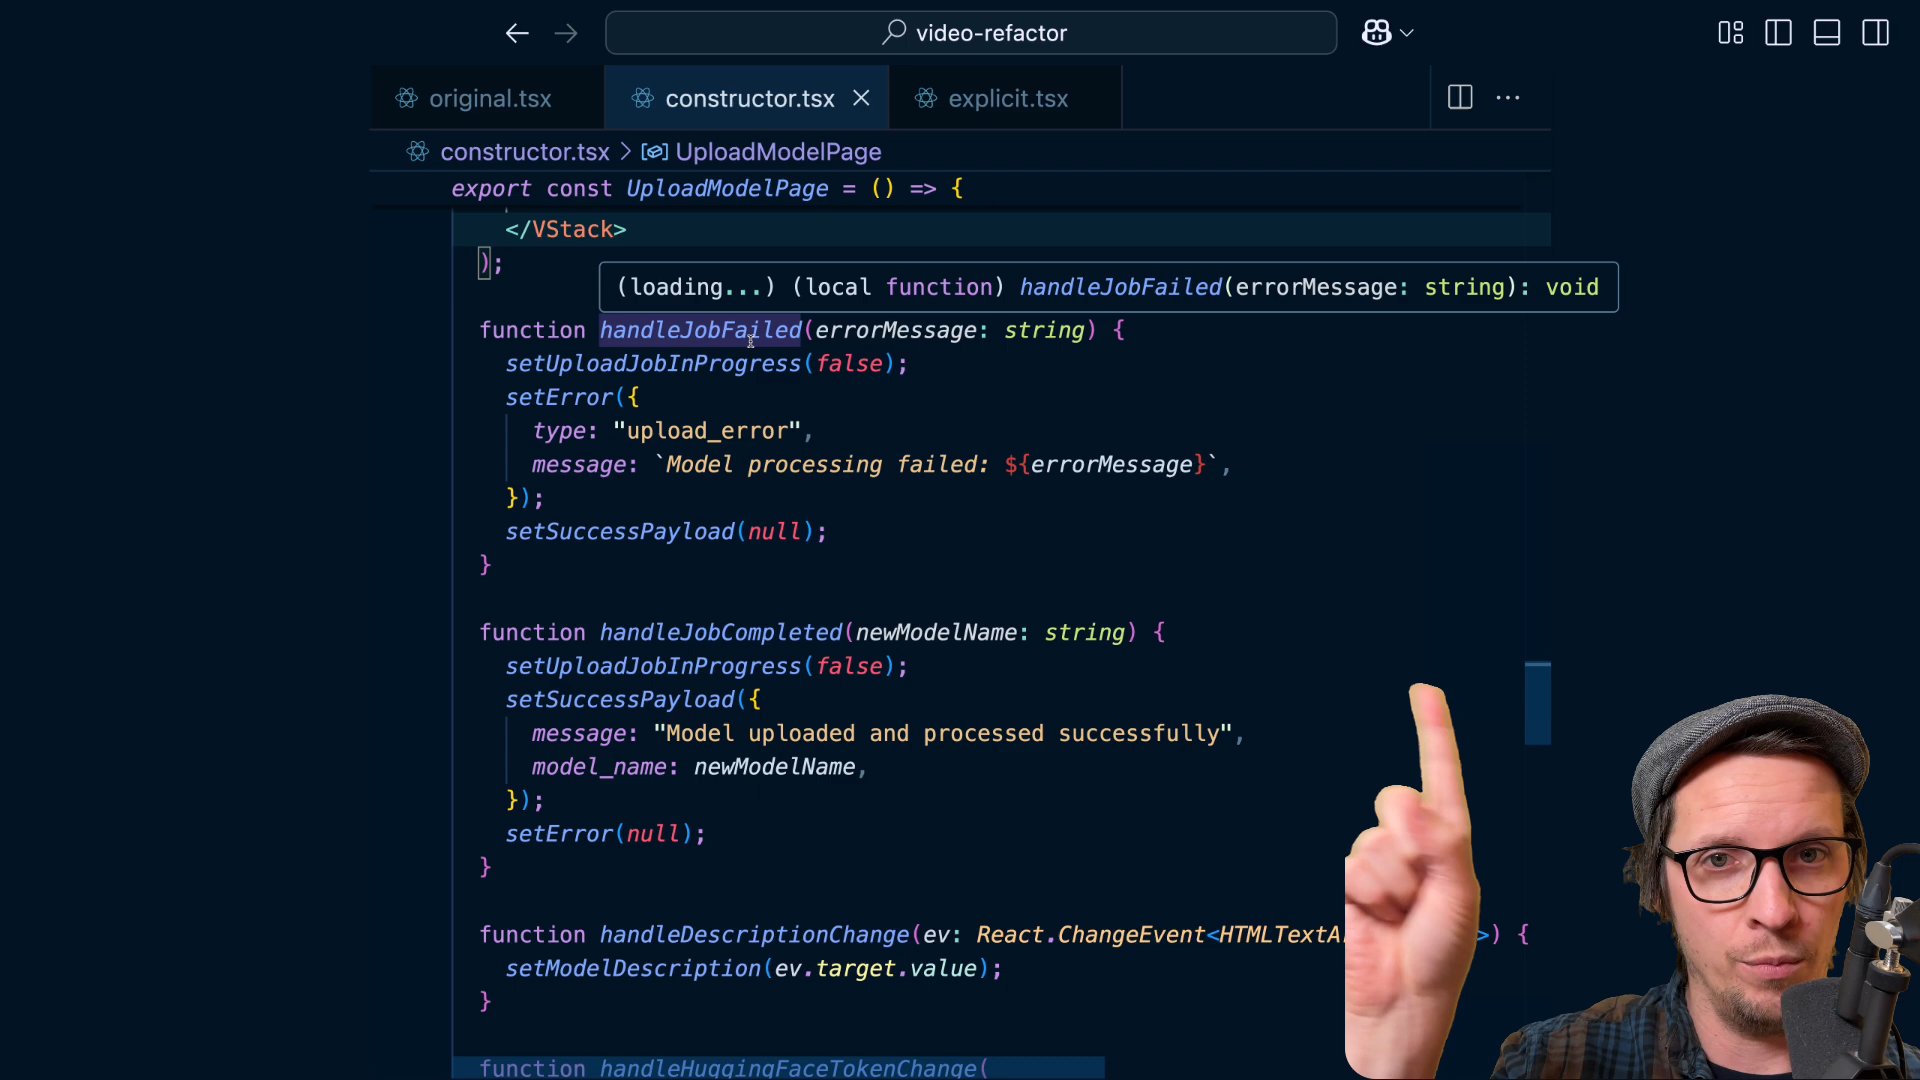 video-refactor
original.tsx
constructor.tsx
explicit.tsx
constructor.tsx > UploadModelPage
export const UploadModelPage = () => {
</VStack>
);
(loading...) (local function) handleJobFailed(errorMessage: string): void
function handleJobFailed(errorMessage: string) {
setUploadJobInProgress(false);
setError({
type: "upload_error",
message: `Model processing failed: ${errorMessage}`,
});
setSuccessPayload(null);
}
function handleJobCompleted(newModelName: string) {
setUploadJobInProgress(false);
setSuccessPayload({
message: "Model uploaded and processed successfully",
model_name: newModelName,
});
setError(null);
}
function handleDescriptionChange(ev: React.ChangeEvent<HTMLTextA >) {
setModelDescription(ev.target.value);
}
function handleHuggingFaceTokenChange(